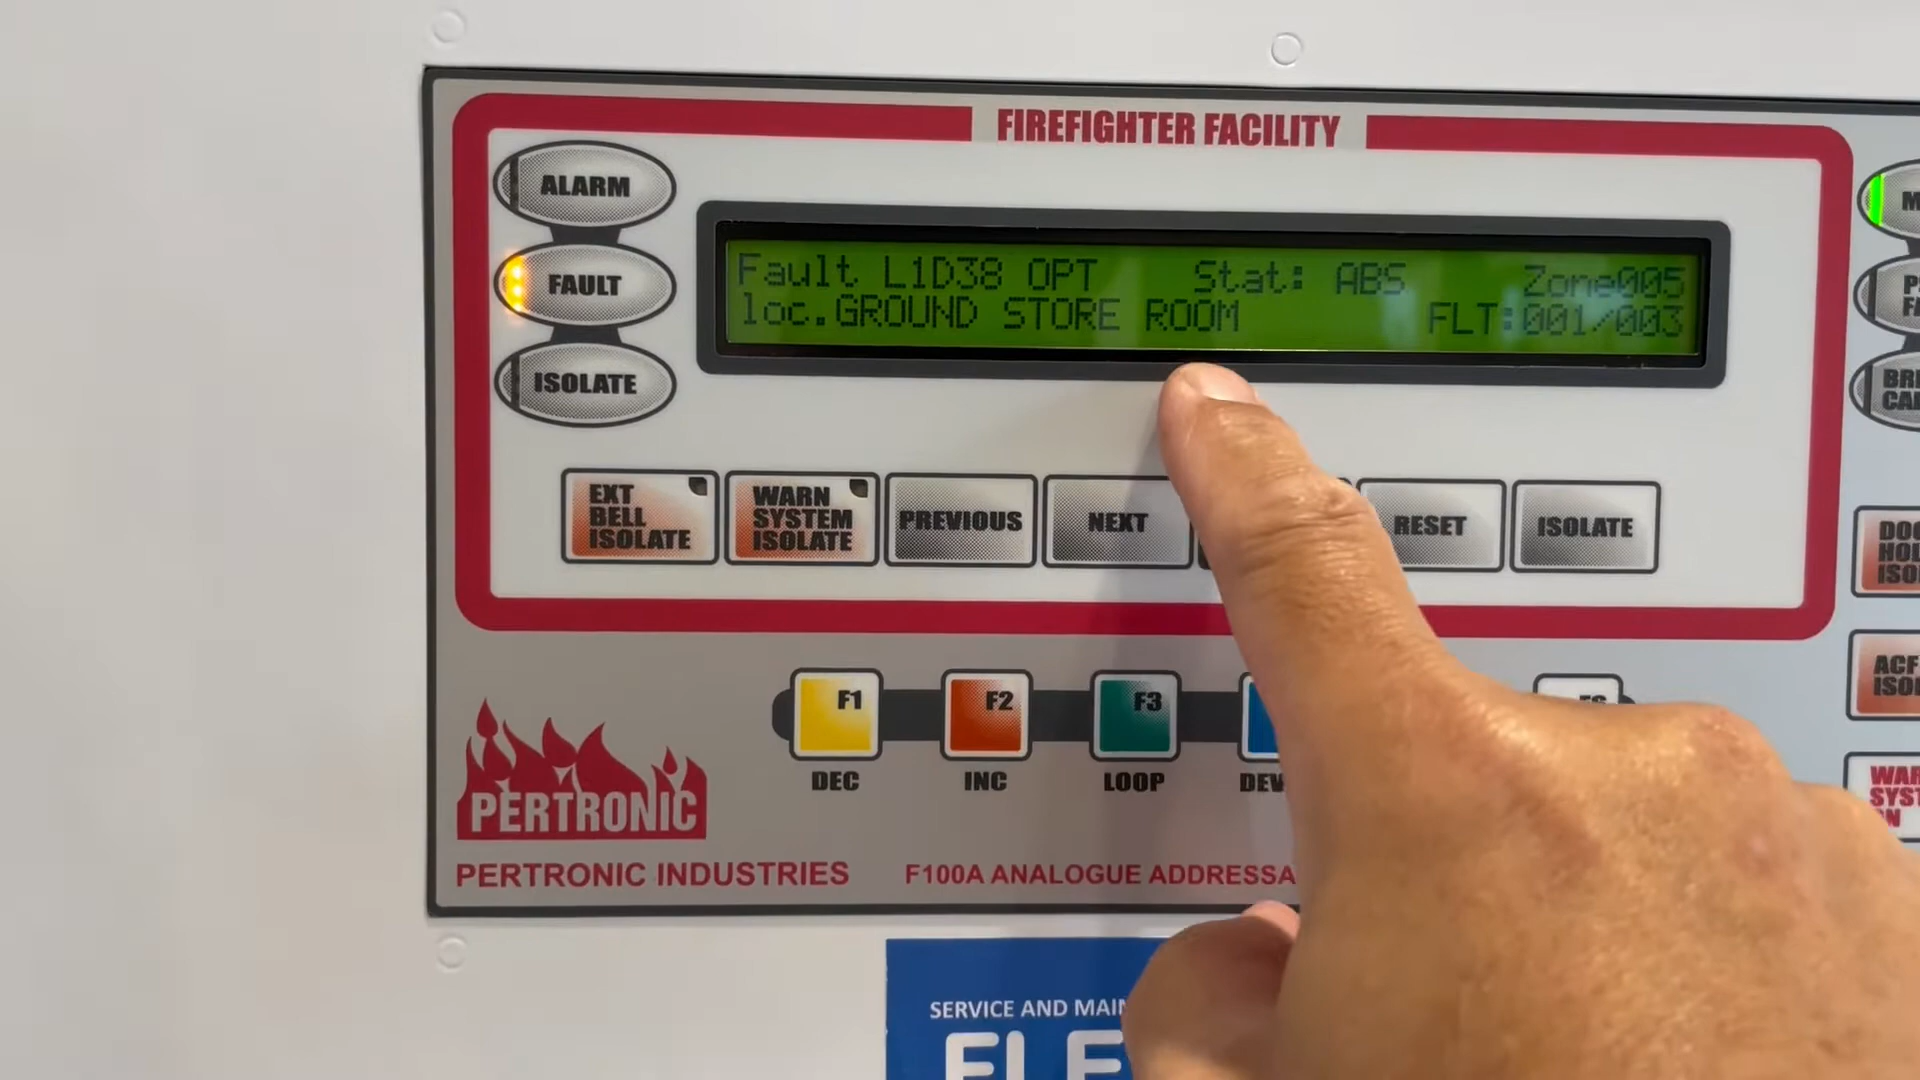 FIREFIGHTER FACILITY
ALARM
FAULT
ISOLATE
Fault L1D38 OPT Stat: ABS Zone005
loc.GROUND STORE ROOM FLT:001/003
EXT
BELL
ISOLATE
WARN
SYSTEM
ISOLATE
PREVIOUS
NEXT
RESET
ISOLATE
F1
F2
F3
DEC
INC
LOOP
PERTRONIC
PERTRONIC INDUSTRIES
F100A ANALOGUE
SERVICE AND